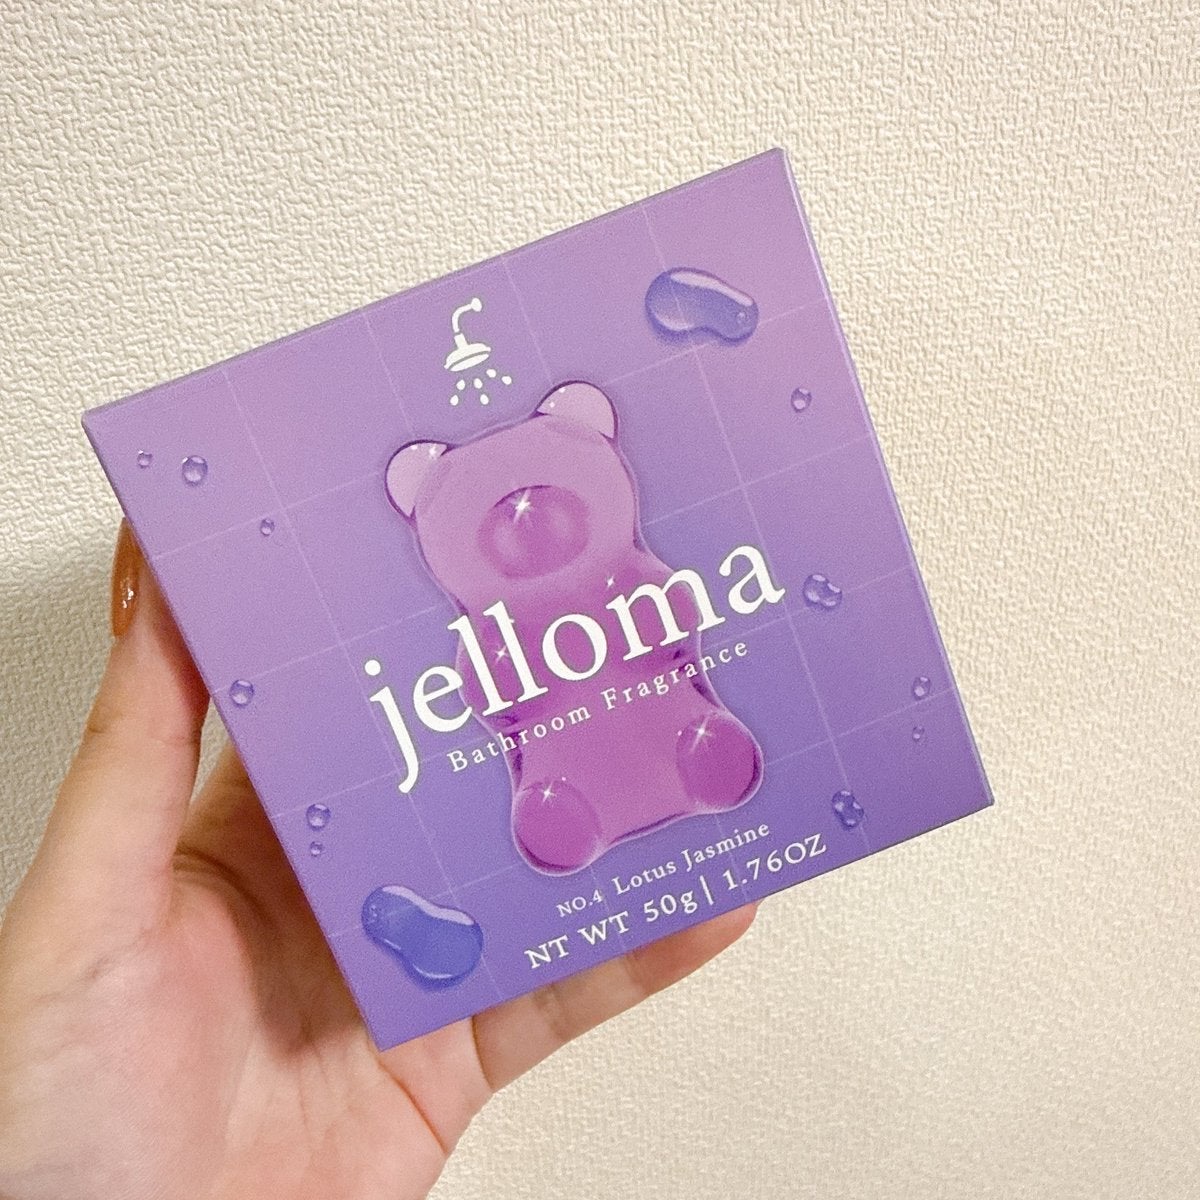 jelloma
Bathroom Fragrance
NO.4 Lotus Jasmine
NT WT 50g| 1.76OZ